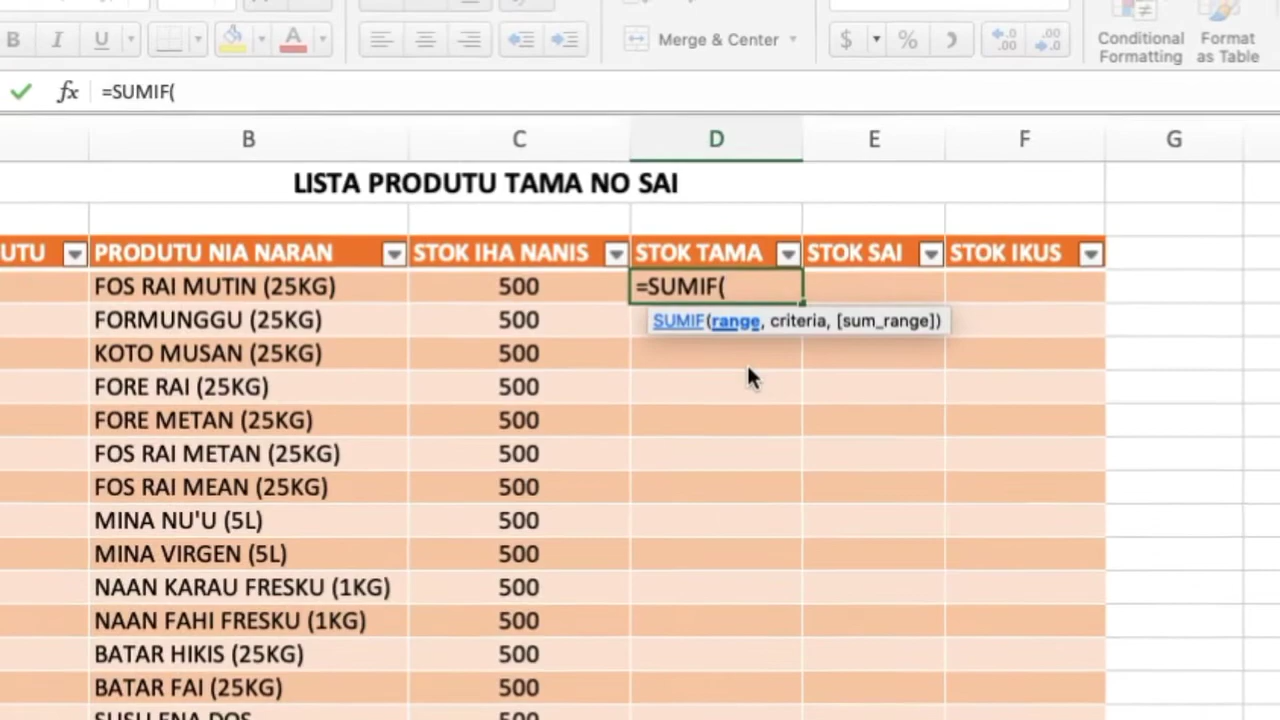 B I U A Merge & Center $ % Conditional Formatting Format as Table
fx =SUMIF(
B C D E F G
LISTA PRODUTU TAMA NO SAI
UTU PRODUTU NIA NARAN STOK IHA NANIS STOK TAMA STOK SAI STOK IKUS
FOS RAI MUTIN (25KG) 500 =SUMIF(
FORMUNGGU (25KG) 500 SUMIF(range, criteria, [sum_range])
KOTO MUSAN (25KG) 500
FORE RAI (25KG) 500
FORE METAN (25KG) 500
FOS RAI METAN (25KG) 500
FOS RAI MEAN (25KG) 500
MINA NU'U (5L) 500
MINA VIRGEN (5L) 500
NAAN KARAU FRESKU (1KG) 500
NAAN FAHI FRESKU (1KG) 500
BATAR HIKIS (25KG) 500
BATAR FAI (25KG) 500